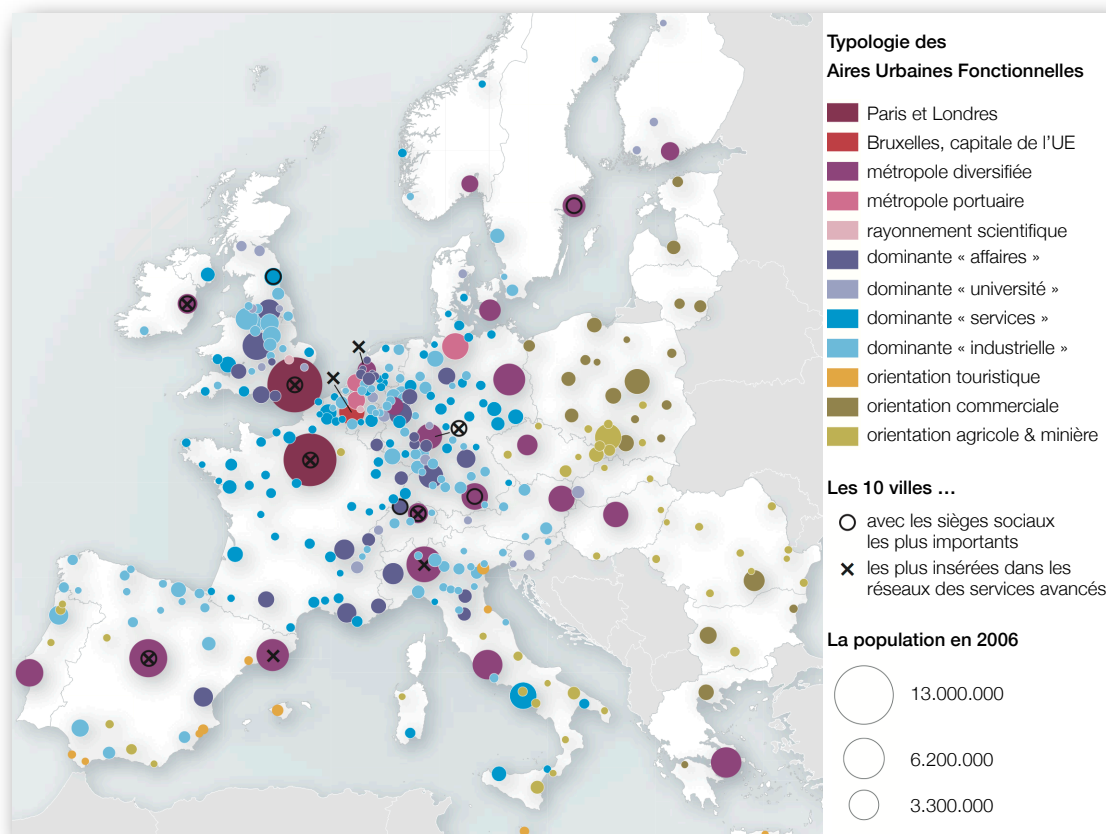 Typologie des
Aires Urbaines Fonctionnelles
Paris et Londres
Bruxelles, capitale de l'UE
métropole diversifiée
métropole portuaire
rayonnement scientifique
dominante « affaires »
dominante « université »
dominante « services »
dominante « industrielle »
orientation touristique
orientation commerciale
orientation agricole & minière
Les 10 villes ...
avec les sièges sociaux
les plus importants
les plus insérées dans les
réseaux des services avancés
La population en 2006
13.000.000
6.200.000
3.300.000